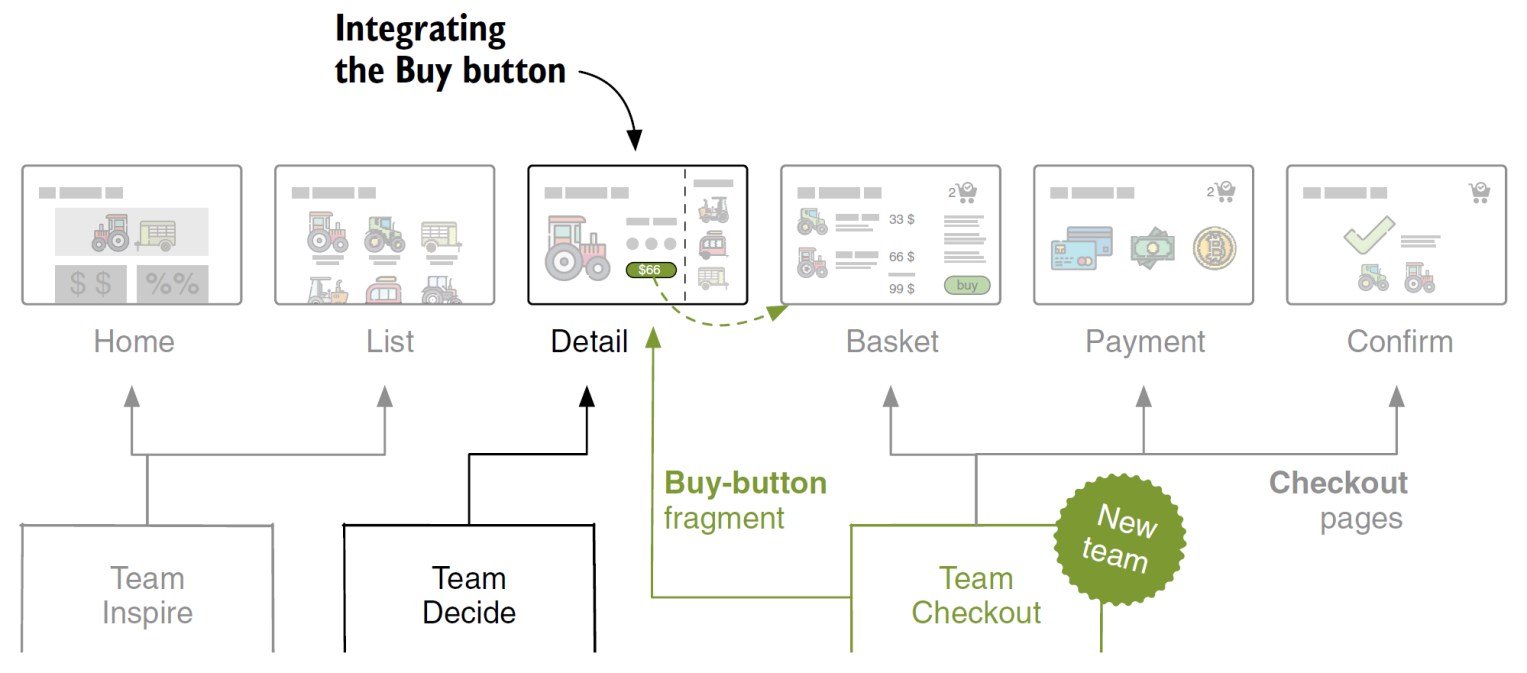 Integrating
the Buy button
$ $
%%
$66
2
33 $
66 $
99 $
buy
2
Home
List
Detail
Basket
Payment
Confirm
Buy-button
fragment
Checkout
pages
New
team
Team
Inspire
Team
Decide
Team
Checkout